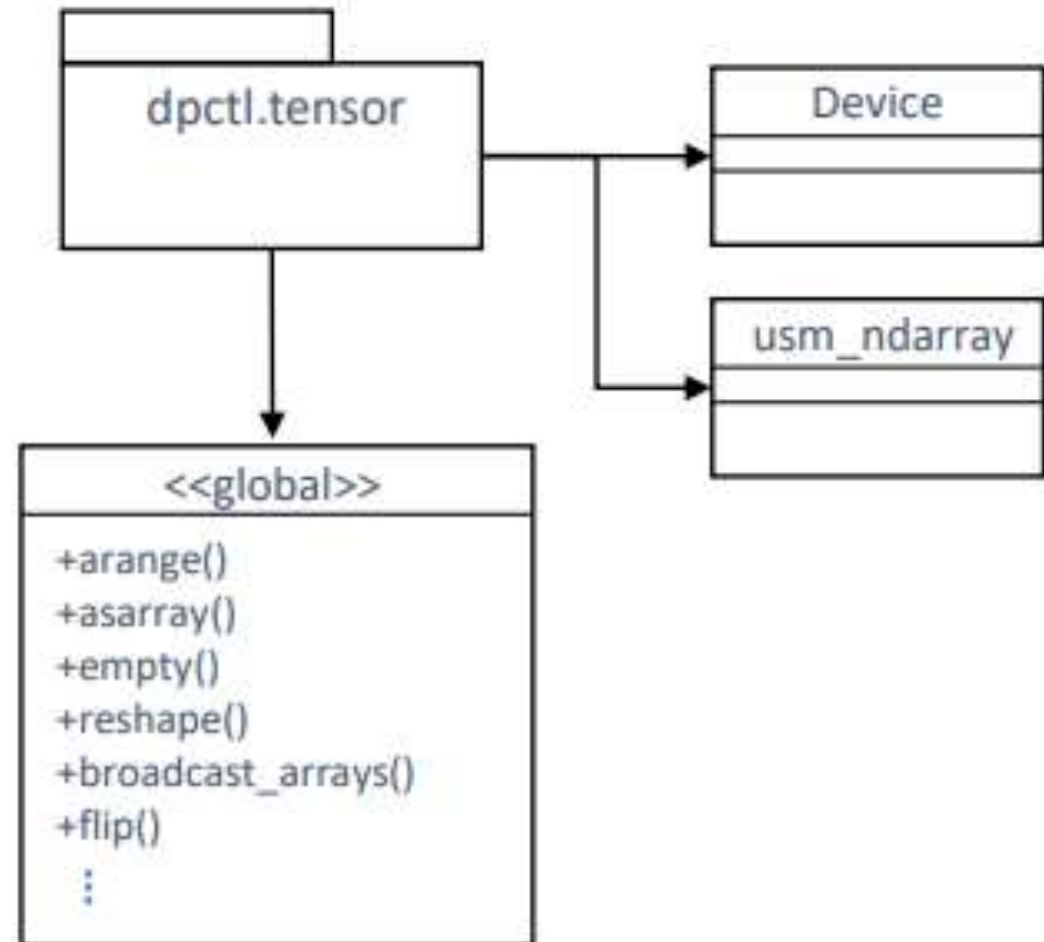 dpctl.tensor
Device
usm_ndarray
<<global>>
+arange()
+asarray()
+empty()
+reshape()
+broadcast_arrays()
+flip()
⋮